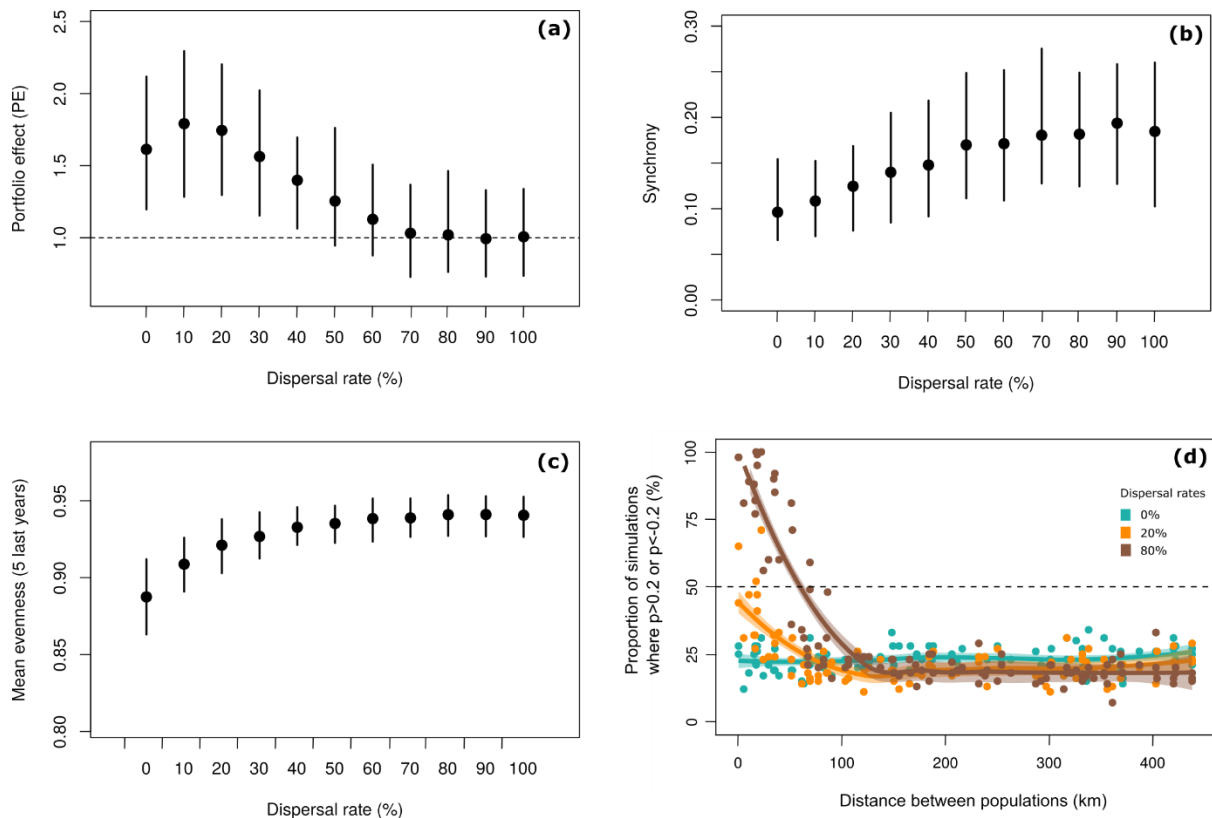 (a)
2.5
2.0
1.5
1.0
Portfolio effect (PE)
0 10 20 30 40 50 60 70 80 90 100
Dispersal rate (%)
(b)
0.30
0.20
0.10
0.00
Synchrony
0 10 20 30 40 50 60 70 80 90 100
Dispersal rate (%)
(c)
0.95
0.90
0.85
0.80
Mean evenness (5 last years)
0 10 20 30 40 50 60 70 80 90 100
Dispersal rate (%)
(d)
100
75
50
25
0
Proportion of simulations
where p>0.2 or p<-0.2 (%)
Dispersal rates
0%
20%
80%
0 100 200 300 400
Distance between populations (km)